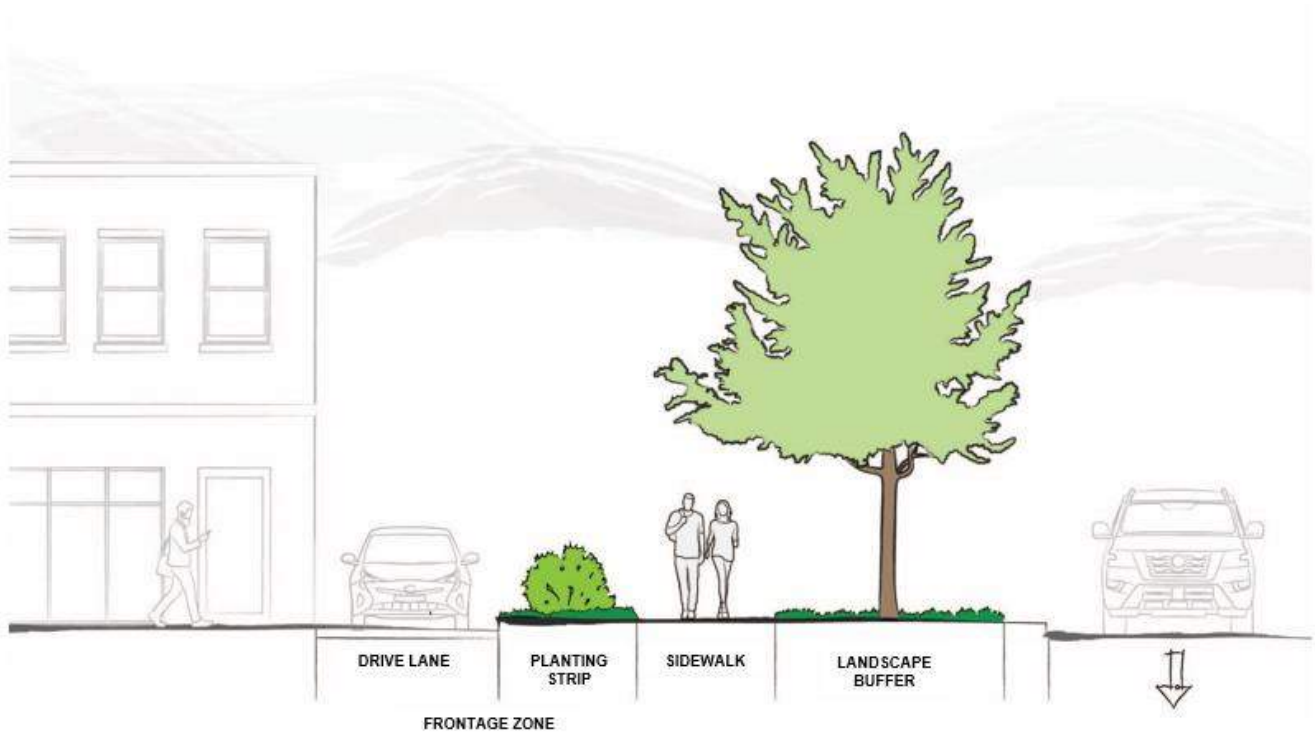 DRIVE LANE
PLANTING
STRIP
SIDEWALK
LANDSCAPE
BUFFER
FRONTAGE ZONE